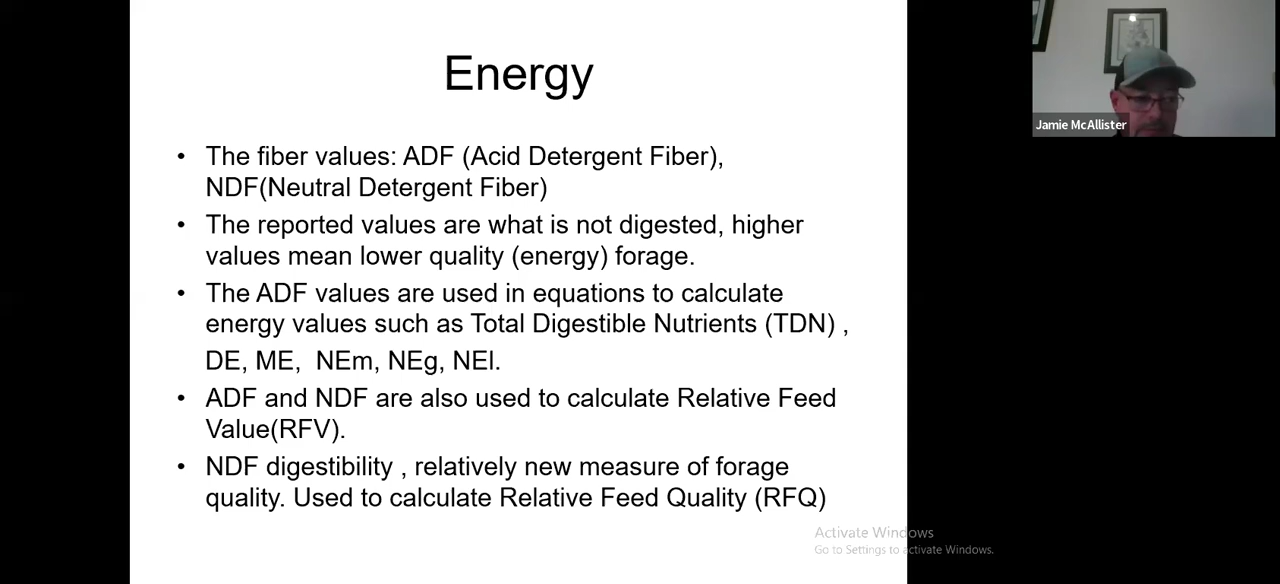 Energy
• The fiber values: ADF (Acid Detergent Fiber),
NDF(Neutral Detergent Fiber)
• The reported values are what is not digested, higher
values mean lower quality (energy) forage.
• The ADF values are used in equations to calculate
energy values such as Total Digestible Nutrients (TDN) ,
DE, ME,  NEm, NEg, NEl.
• ADF and NDF are also used to calculate Relative Feed
Value(RFV).
• NDF digestibility , relatively new measure of forage
quality. Used to calculate Relative Feed Quality (RFQ)
Jamie McAllister
Activate Windows
Go to Settings to activate Windows.